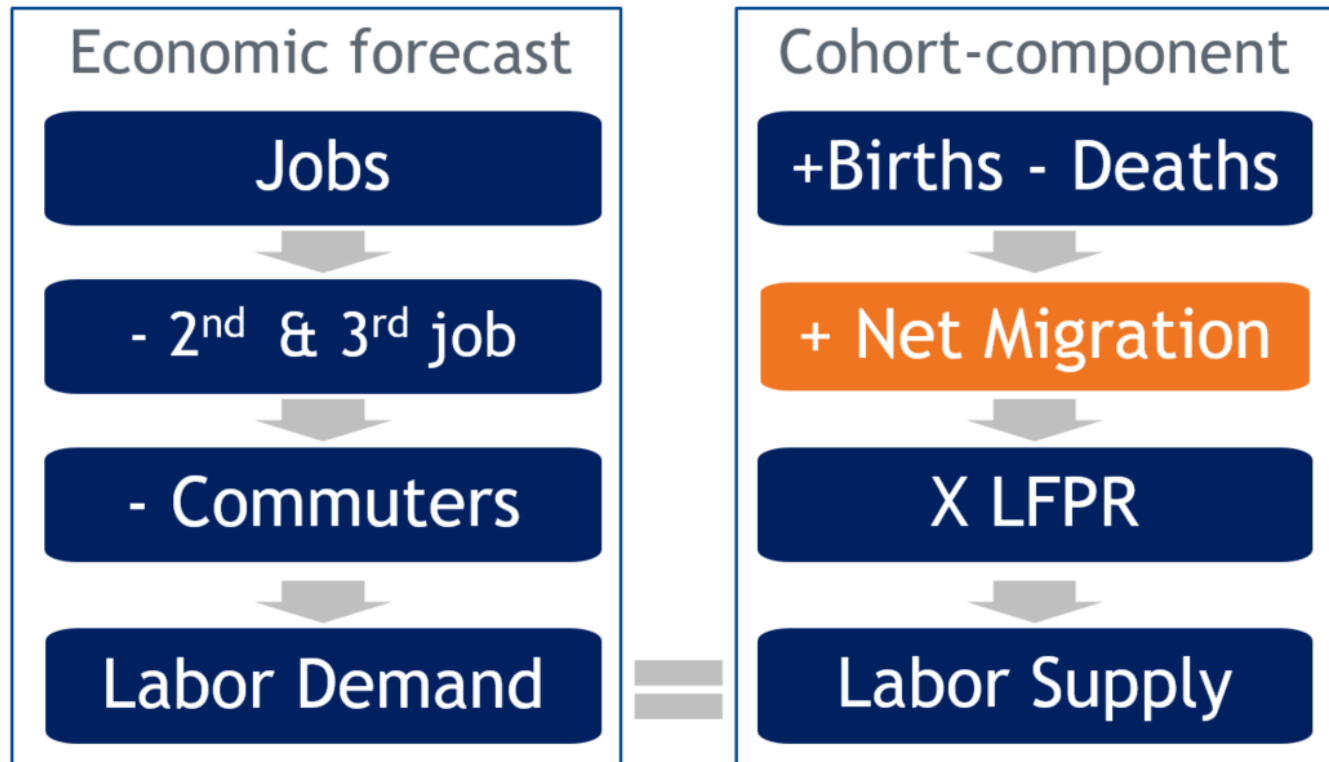 Economic forecast
Jobs
- 2nd & 3rd job
- Commuters
Labor Demand
=
Cohort-component
+Births - Deaths
+ Net Migration
X LFPR
Labor Supply